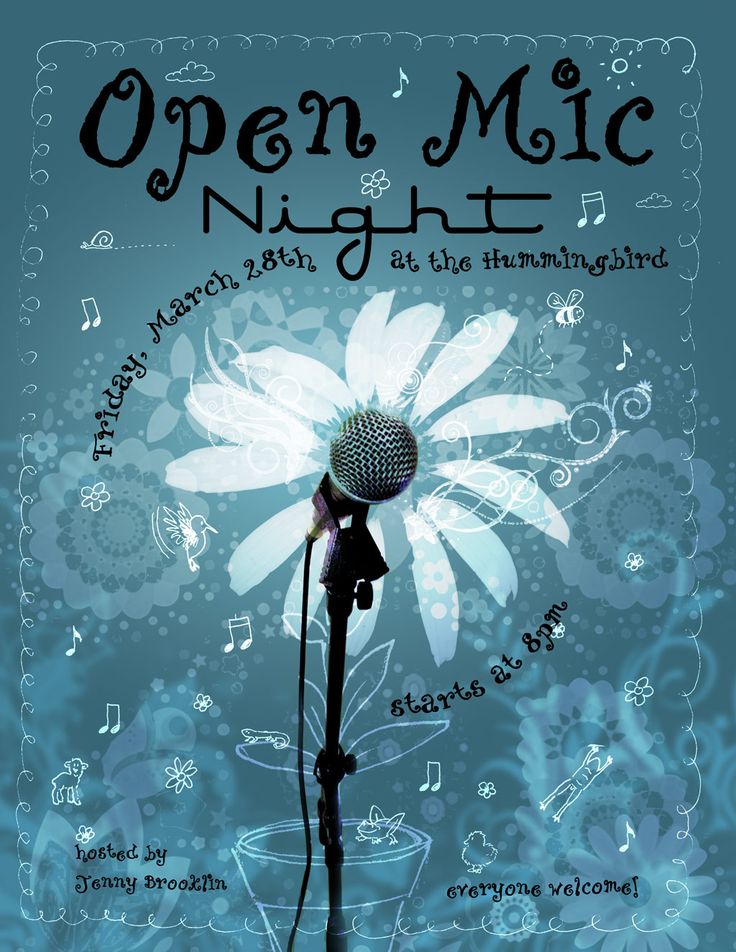 Open Mic
Night
Friday, March 28th at the Hummingbird
starts at 8pm
hosted by
Jenny Brooklin
everyone welcome!